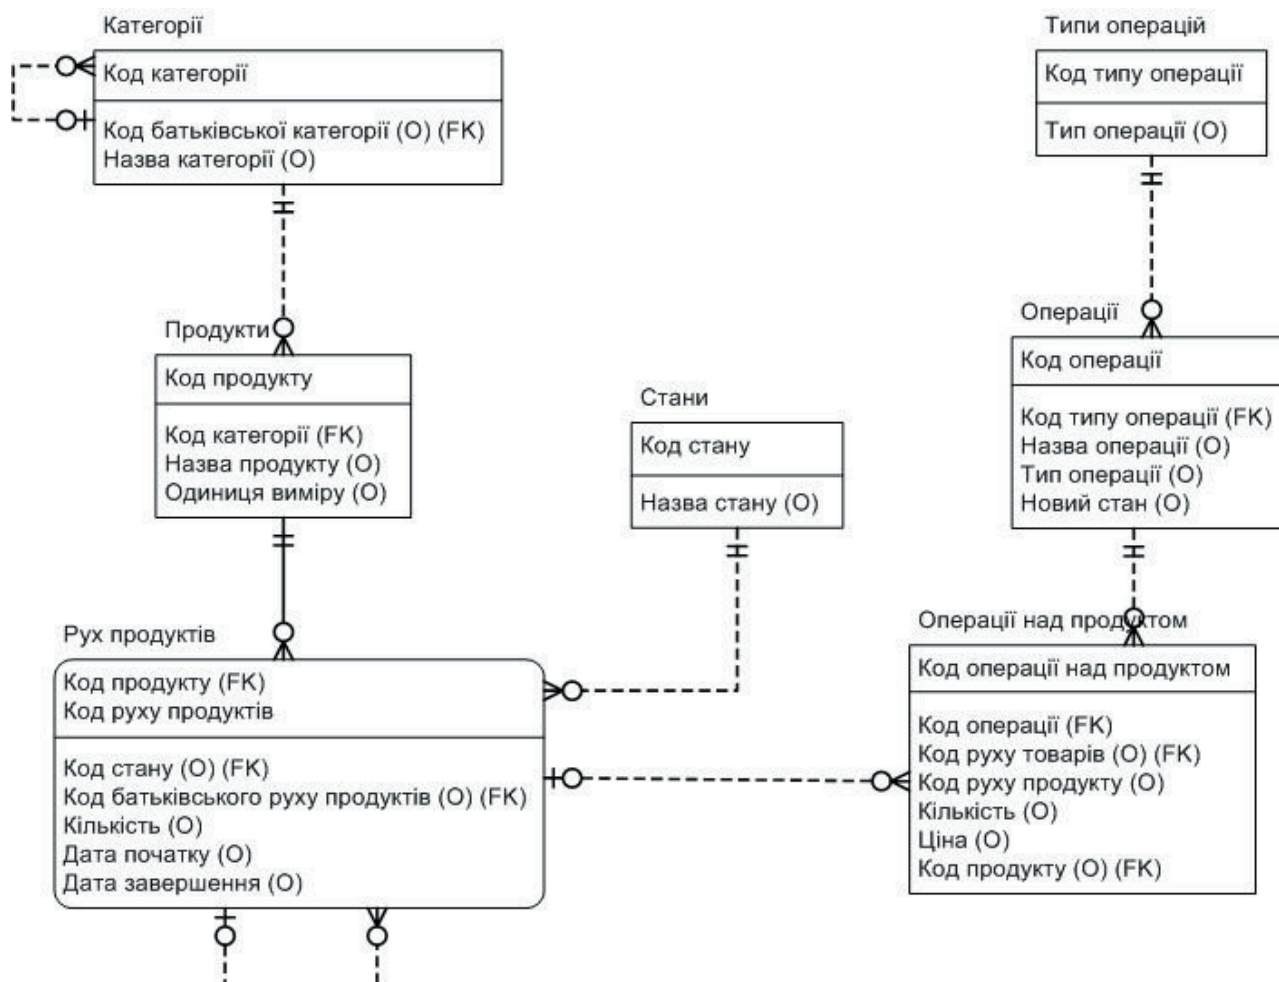 Категорії
Код категорії
Код батьківської категорії (O) (FK)
Назва категорії (O)
Типи операцій
Код типу операції
Тип операції (O)
Продукти
Код продукту
Код категорії (FK)
Назва продукту (O)
Одиниця виміру (O)
Стани
Код стану
Назва стану (O)
Операції
Код операції
Код типу операції (FK)
Назва операції (O)
Тип операції (O)
Новий стан (O)
Рух продуктів
Код продукту (FK)
Код руху продуктів
Код стану (O) (FK)
Код батьківського руху продуктів (O) (FK)
Кількість (O)
Дата початку (O)
Дата завершення (O)
Операції над продуктом
Код операції над продуктом
Код операції (FK)
Код руху товарів (O) (FK)
Код руху продукту (O)
Кількість (O)
Ціна (O)
Код продукту (O) (FK)